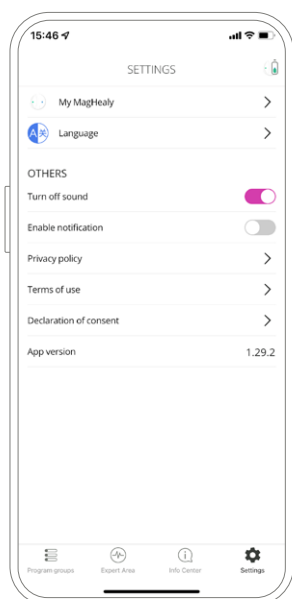 15:46
SETTINGS
My MagHealy
A 文 Language
OTHERS
Turn off sound
Enable notification
Privacy policy
Terms of use
Declaration of consent
App version 1.29.2
Program groups Expert Area Info Center Settings